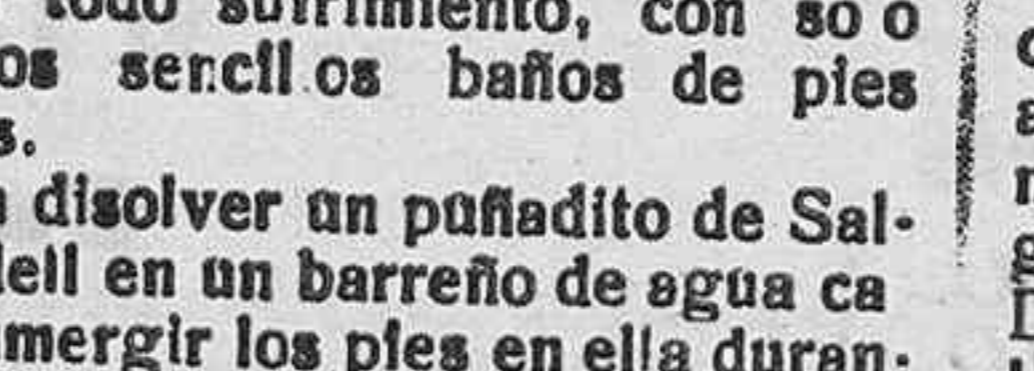 todo sufrimiento, con so o
os sencil.os baños de pies
s.
disolver un puñadito de Sal-
dell en un barreño de agua ca
mergir los pies en ella duran-